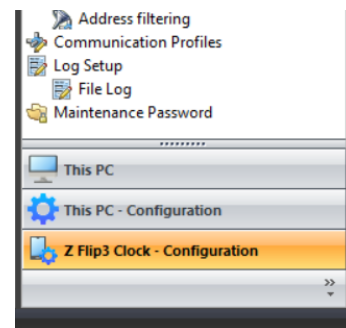 Address filtering
Communication Profiles
Log Setup
File Log
Maintenance Password
This PC
This PC - Configuration
Z Flip3 Clock - Configuration